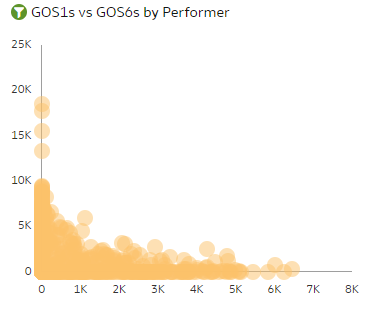 GOS1s vs GOS6s by Performer
25K
20K
15K
10K
5K
0
0 1K 2K 3K 4K 5K 6K 7K 8K